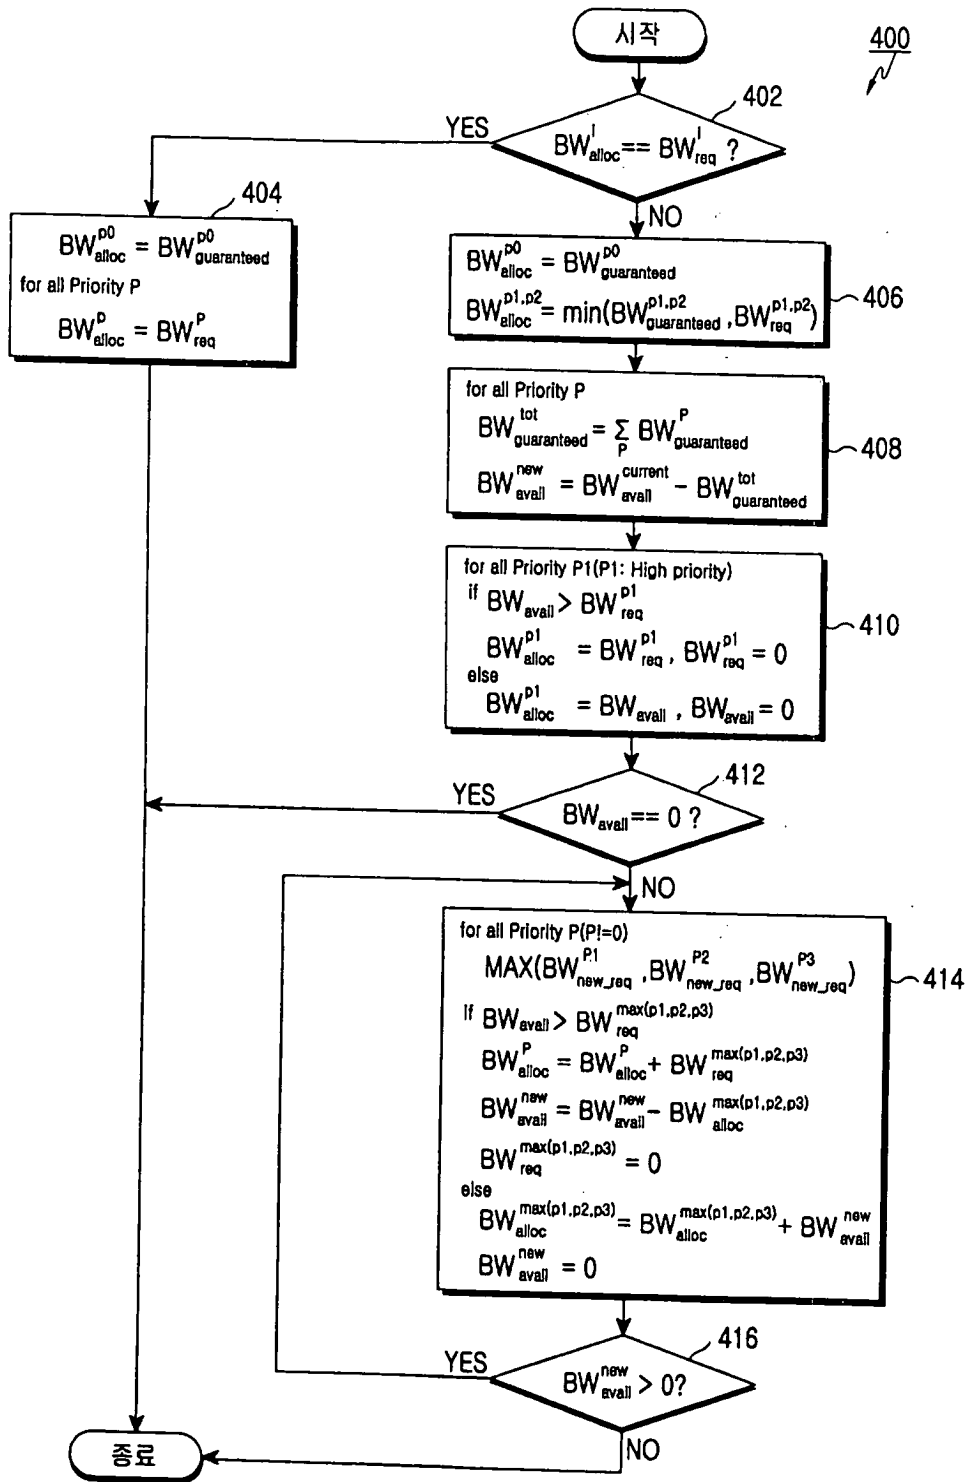 시작
400
402
BW^I_alloc == BW^I_req ?
YES
NO
404
BW^p0_alloc = BW^p0_guaranteed
for all Priority P
BW^P_alloc = BW^P_req
BW^p0_alloc = BW^p0_guaranteed
BW^p1,p2_alloc = min(BW^p1,p2_guaranteed, BW^p1,p2_req)
406
for all Priority P
BW^tot_guaranteed = Σ_P BW^P_guaranteed
BW^new_avail = BW^current_avail - BW^tot_guaranteed
408
for all Priority P1(P1: High priority)
if BW_avail > BW^p1_req
BW^p1_alloc = BW^p1_req, BW^p1_req = 0
else
BW^p1_alloc = BW_avail, BW_avail = 0
410
412
BW_avail == 0 ?
YES
NO
for all Priority P(P!=0)
MAX(BW^P1_new_req, BW^P2_new_req, BW^P3_new_req)
if BW_avail > BW^max(p1,p2,p3)_req
BW^P_alloc = BW^P_alloc + BW^max(p1,p2,p3)_req
BW^new_avail = BW^new_avail - BW^max(p1,p2,p3)_alloc
BW^max(p1,p2,p3)_req = 0
else
BW^max(p1,p2,p3)_alloc = BW^max(p1,p2,p3)_alloc + BW^new_avail
BW^new_avail = 0
414
416
BW^new_avail > 0?
YES
NO
종료